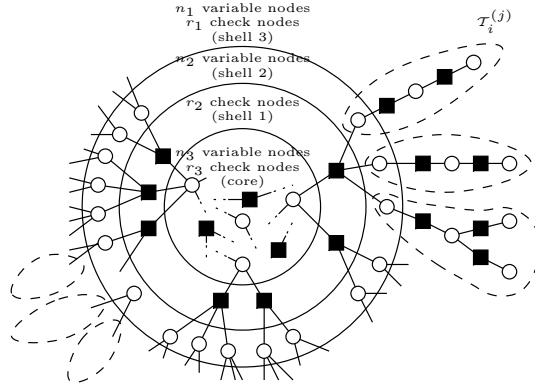 n₁ variable nodes
r₁ check nodes
(shell 3)
n₂ variable nodes
(shell 2)
r₂ check nodes
(shell 1)
n₃ variable nodes
r₃ check nodes
(core)
𝒯ᵢ⁽ʲ⁾